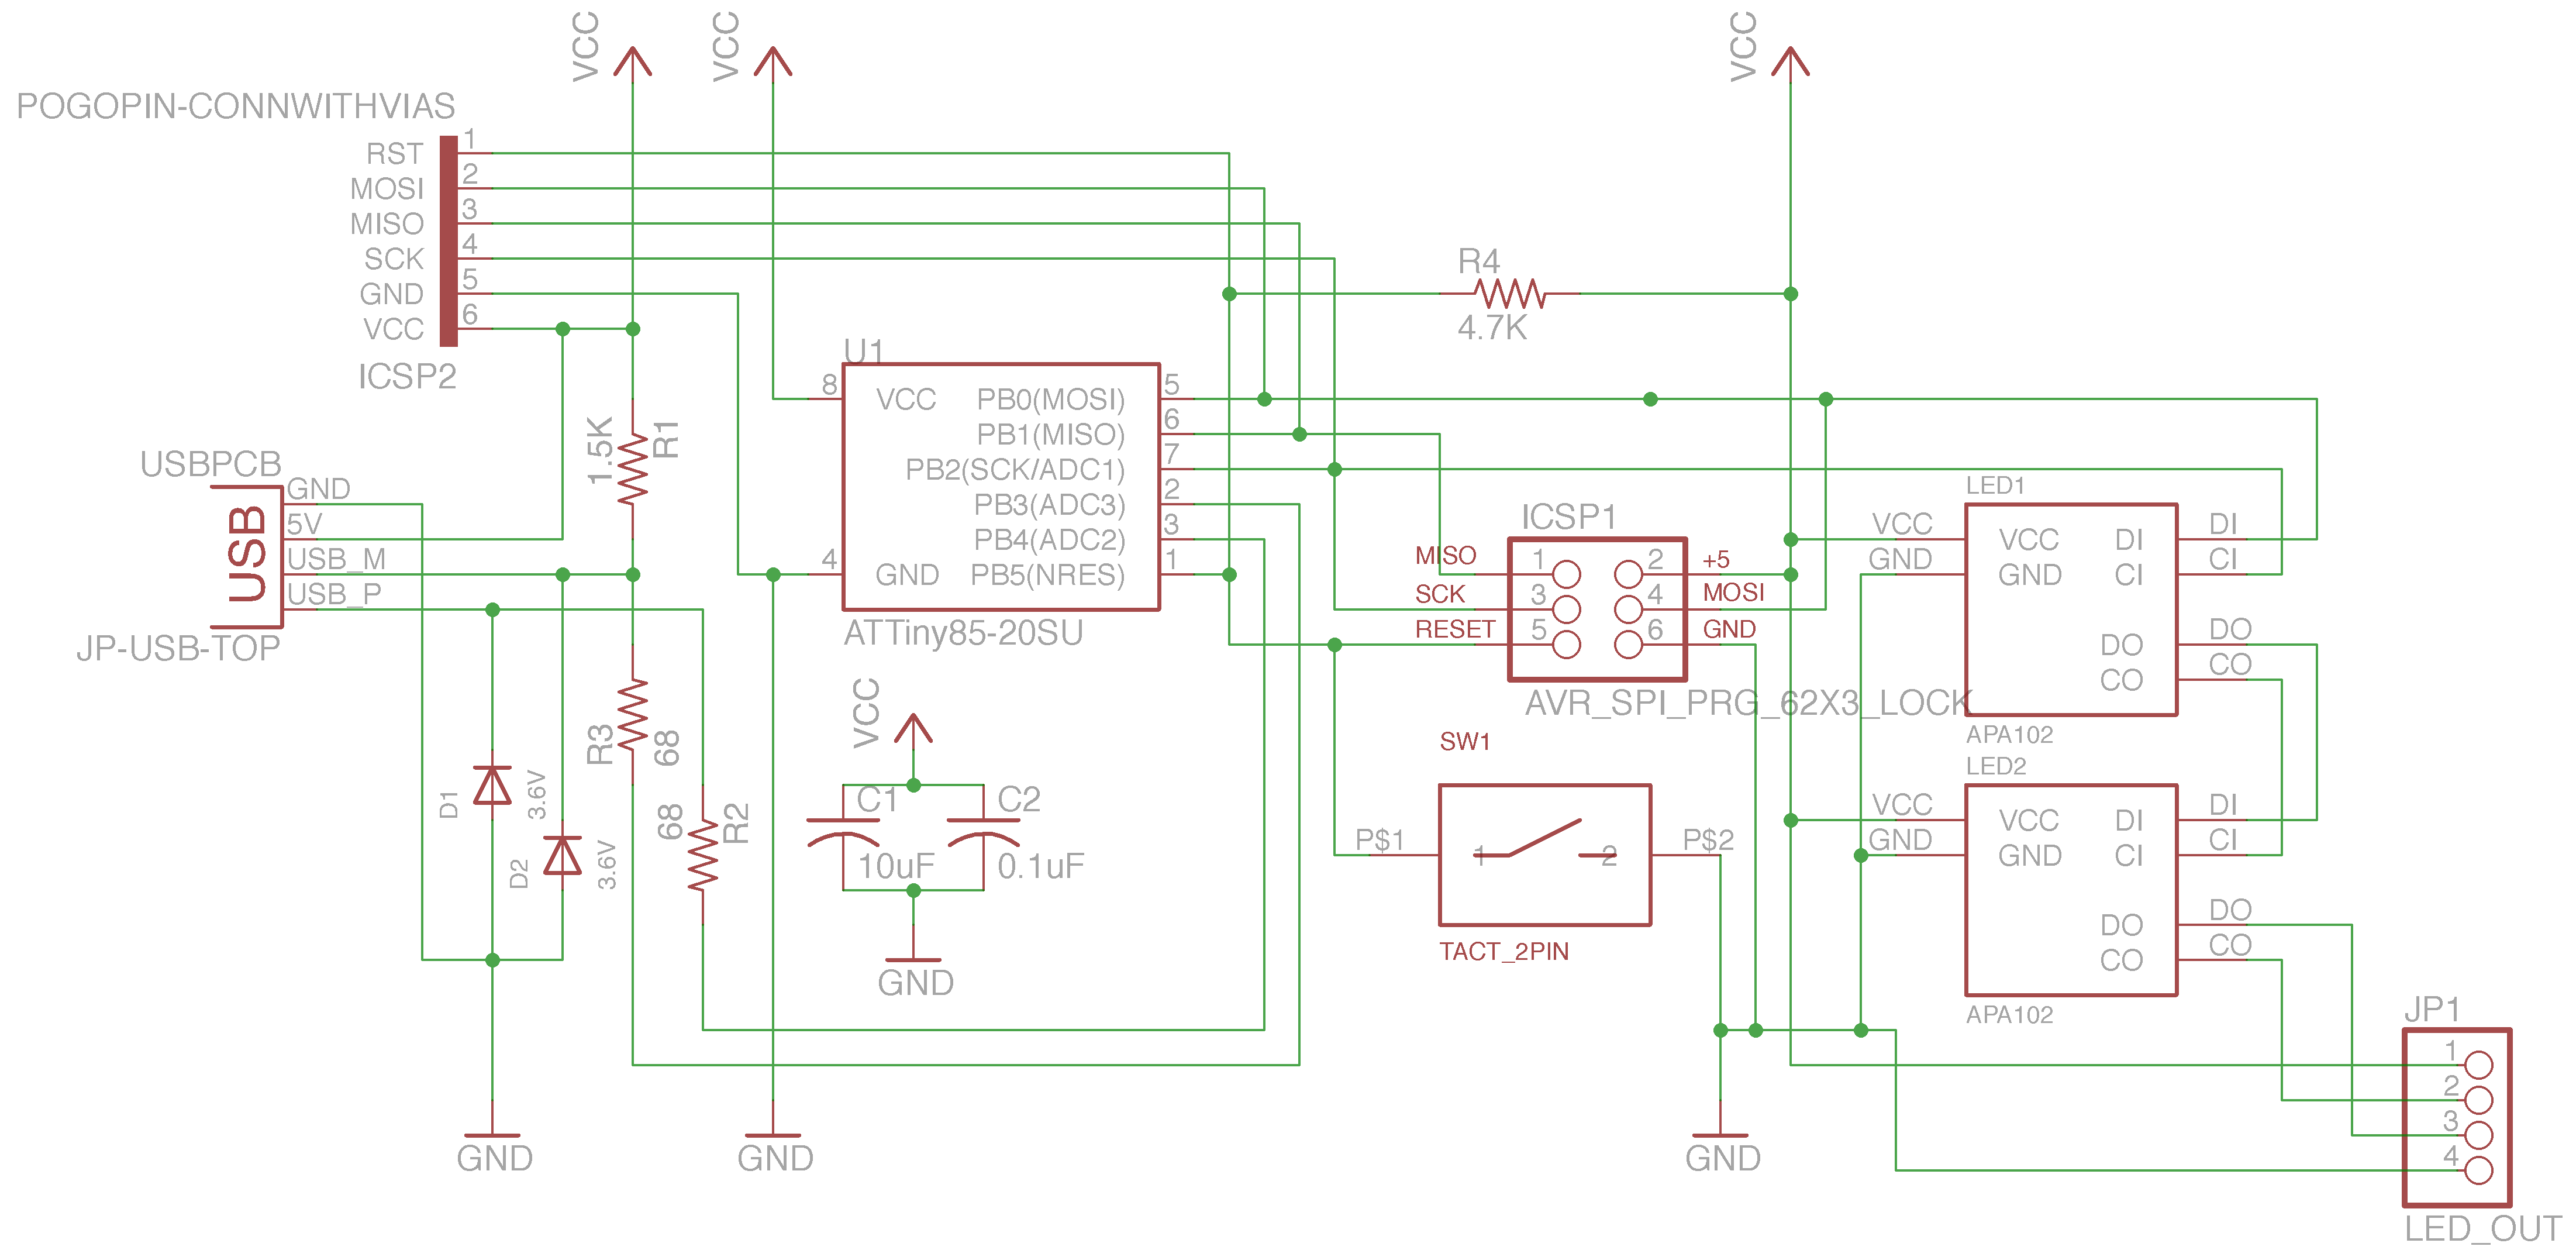 VCC
VCC
VCC
POGOPIN-CONNWITHVIAS
RST 1
MOSI 2
MISO 3
SCK 4
GND 5
VCC 6
ICSP2
R4
4.7K
U1
8 VCC PB0(MOSI) 5
PB1(MISO) 6
PB2(SCK/ADC1) 7
PB3(ADC3) 2
PB4(ADC2) 3
4 GND PB5(NRES) 1
ATTiny85-20SU
1.5K
R1
USBPCB
USB
GND
5V
USB_M
USB_P
JP-USB-TOP
ICSP1
MISO 1 2 +5
SCK 3 4 MOSI
RESET 5 6 GND
AVR_SPI_PRG_62X3_LOCK
LED1
VCC VCC DI DI
GND GND CI CI
DO DO
CO CO
APA102
LED2
VCC VCC DI DI
GND GND CI CI
DO DO
CO CO
APA102
R3
68
68
R2
D1
3.6V
D2
3.6V
VCC
C1
C2
10uF
0.1uF
GND
SW1
P$1
1
2
P$2
TACT_2PIN
JP1
1
2
3
4
LED_OUT
GND
GND
GND